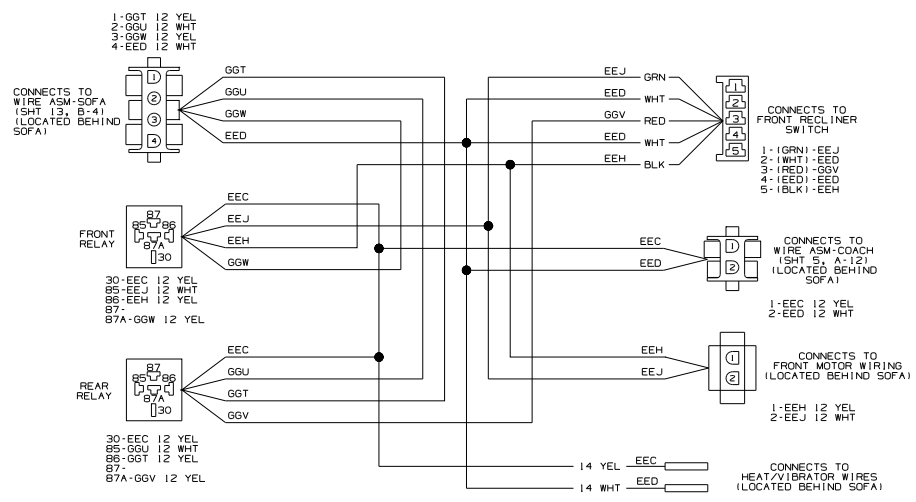 1-GGT 12 YEL
2-GGU 12 WHT
3-GGW 12 YEL
4-EED 12 WHT
CONNECTS TO
WIRE ASM-SOFA
(SHT 13, B-4)
(LOCATED BEHIND
SOFA)
1
2
3
4
GGT
GGU
GGW
EED
EEJ
GRN
EED
WHT
GGV
RED
EED
WHT
EEH
BLK
1
2
3
4
5
CONNECTS TO
FRONT RECLINER
SWITCH
1-(GRN)-EEJ
2-(WHT)-EED
3-(RED)-GGV
4-(EED)-EED
5-(BLK)-EEH
FRONT
RELAY
87
85 86
87A
30
EEC
EEJ
EEH
GGW
30-EEC 12 YEL
85-EEJ 12 WHT
86-EEH 12 YEL
87-
87A-GGW 12 YEL
EEC
EED
1
2
CONNECTS TO
WIRE ASM-COACH
(SHT 5, A-12)
(LOCATED BEHIND
SOFA)
1-EEC 12 YEL
2-EED 12 WHT
REAR
RELAY
87
85 86
87A
30
EEC
GGU
GGT
GGV
30-EEC 12 YEL
85-GGU 12 WHT
86-GGT 12 YEL
87-
87A-GGV 12 YEL
EEH
EEJ
1
2
CONNECTS TO
FRONT MOTOR WIRING
(LOCATED BEHIND SOFA)
1-EEH 12 YEL
2-EEJ 12 WHT
14 YEL EEC
14 WHT EED
CONNECTS TO
HEAT/VIBRATOR WIRES
(LOCATED BEHIND SOFA)